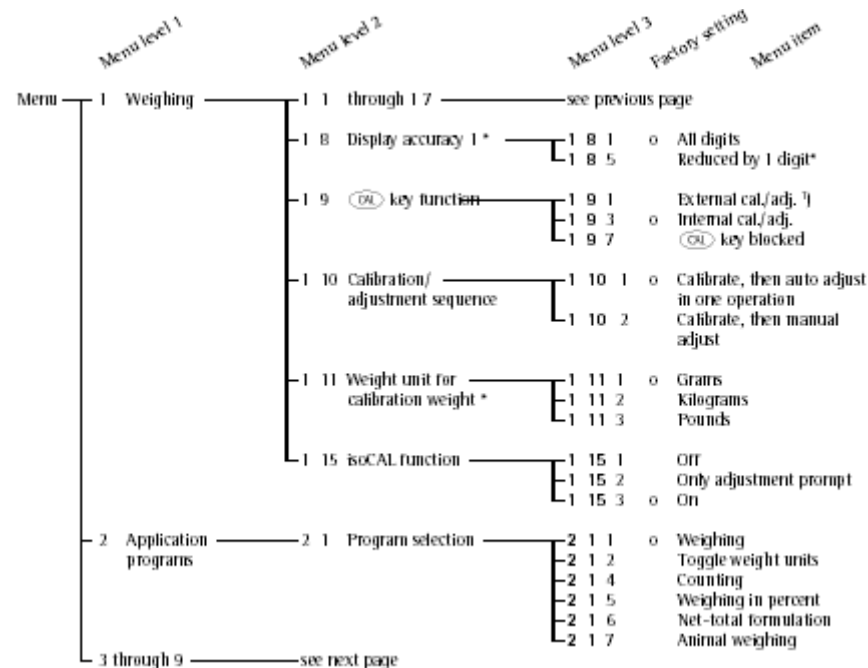 Menu level 1 Menu level 2 Menu level 3 Factory setting Menu item
Menu 1 Weighing 1 1 through 1 7 see previous page
1 8 Display accuracy 1 * 1 8 1 o All digits
1 8 5 Reduced by 1 digit*
1 9 CAL key function 1 9 1 External cal./adj. ¹)
1 9 3 o Internal cal./adj.
1 9 7 CAL key blocked
1 10 Calibration/ 1 10 1 o Calibrate, then auto adjust
adjustment sequence in one operation
1 10 2 Calibrate, then manual
adjust
1 11 Weight unit for 1 11 1 o Grams
calibration weight * 1 11 2 Kilograms
1 11 3 Pounds
1 15 isoCAL function 1 15 1 Off
1 15 2 Only adjustment prompt
1 15 3 o On
2 Application 2 1 Program selection 2 1 1 o Weighing
programs 2 1 2 Toggle weight units
2 1 4 Counting
2 1 5 Weighing in percent
2 1 6 Net-total formulation
2 1 7 Animal weighing
3 through 9 see next page